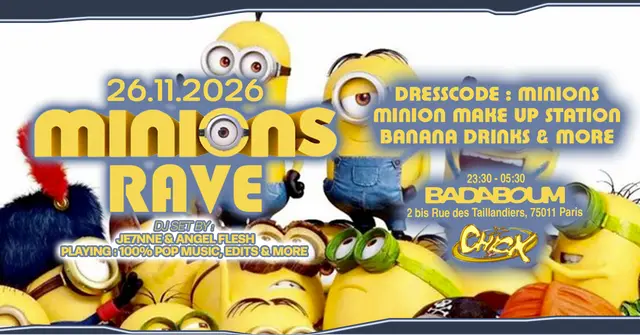 26.11.2026
MINIONS
RAVE
DJ SET BY :
JE7NNE & ANGEL FLESH
PLAYING : 100% POP MUSIC, EDITS & MORE
DRESSCODE : MINIONS
MINION MAKE UP STATION
BANANA DRINKS & MORE
23:30 - 05:30
BADABOUM
2 bis Rue des Taillandiers, 75011 Paris
CHICK